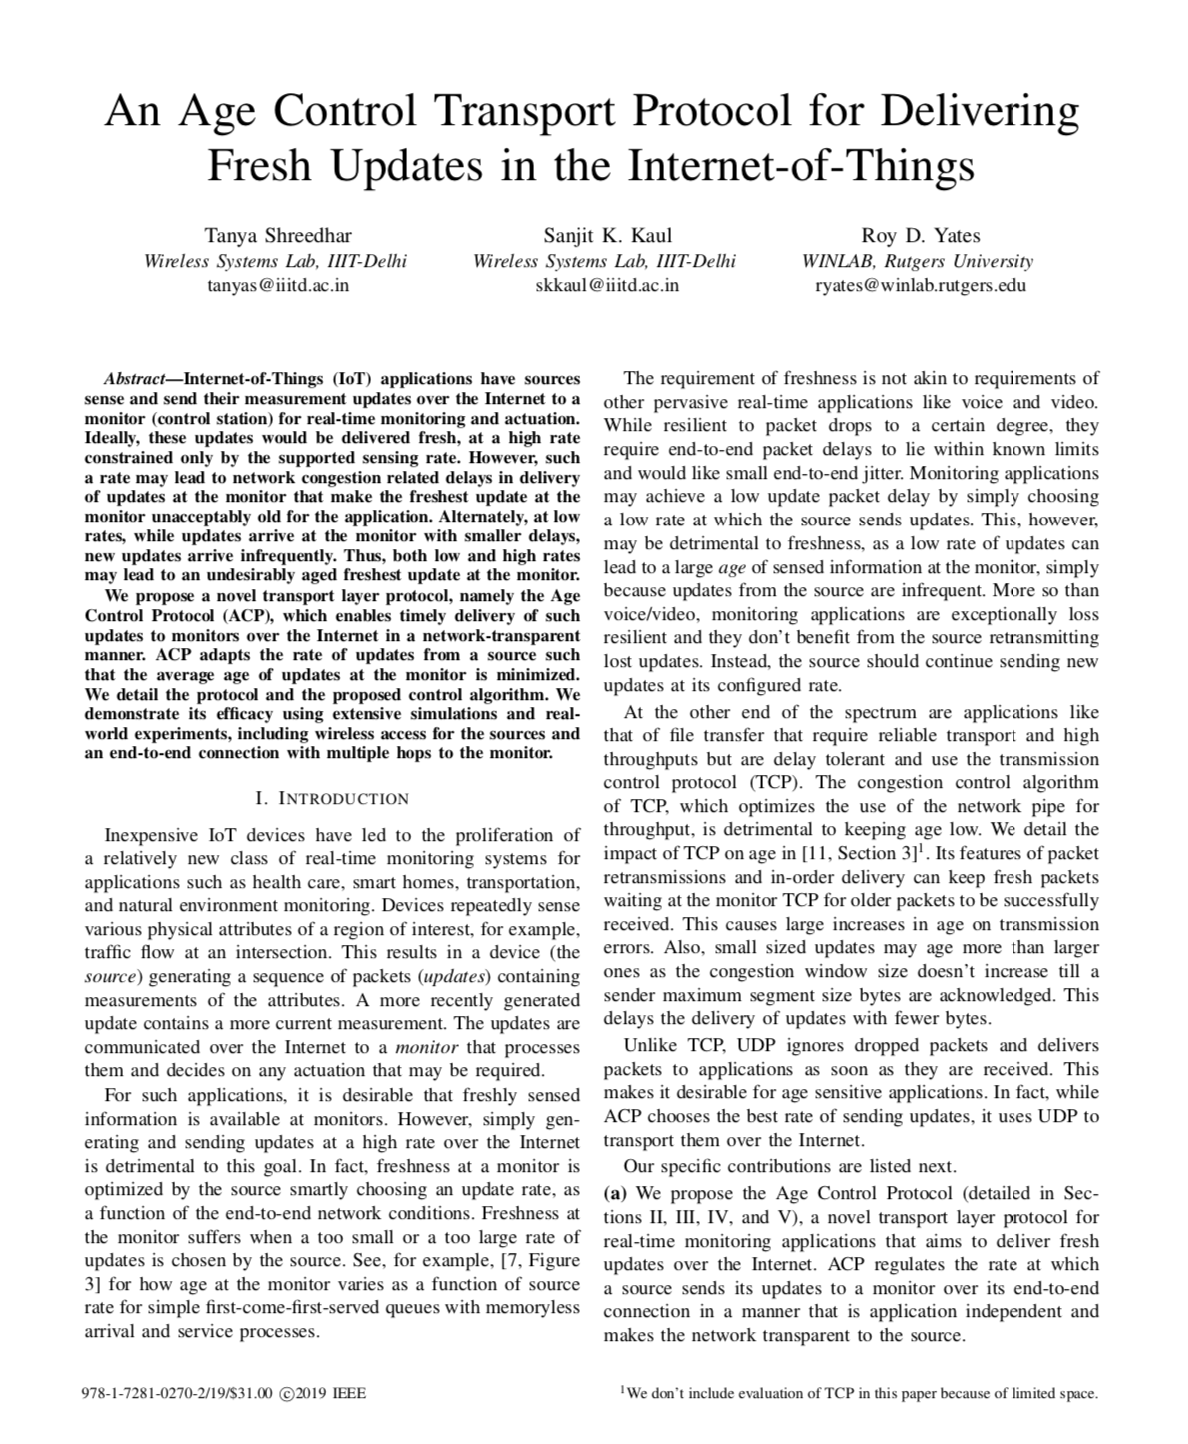 An Age Control Transport Protocol for Delivering
Fresh Updates in the Internet-of-Things
Tanya Shreedhar
Wireless Systems Lab, IIIT-Delhi
tanyas@iiitd.ac.in
Sanjit K. Kaul
Wireless Systems Lab, IIIT-Delhi
skkaul@iiitd.ac.in
Roy D. Yates
WINLAB, Rutgers University
ryates@winlab.rutgers.edu
Abstract—Internet-of-Things (IoT) applications have sources
sense and send their measurement updates over the Internet to a
monitor (control station) for real-time monitoring and actuation.
Ideally, these updates would be delivered fresh, at a high rate
constrained only by the supported sensing rate. However, such
a rate may lead to network congestion related delays in delivery
of updates at the monitor that make the freshest update at the
monitor unacceptably old for the application. Alternately, at low
rates, while updates arrive at the monitor with smaller delays,
new updates arrive infrequently. Thus, both low and high rates
may lead to an undesirably aged freshest update at the monitor.
We propose a novel transport layer protocol, namely the Age
Control Protocol (ACP), which enables timely delivery of such
updates to monitors over the Internet in a network-transparent
manner. ACP adapts the rate of updates from a source such
that the average age of updates at the monitor is minimized.
We detail the protocol and the proposed control algorithm. We
demonstrate its efficacy using extensive simulations and real-
world experiments, including wireless access for the sources and
an end-to-end connection with multiple hops to the monitor.
I. INTRODUCTION
Inexpensive IoT devices have led to the proliferation of
a relatively new class of real-time monitoring systems for
applications such as health care, smart homes, transportation,
and natural environment monitoring. Devices repeatedly sense
various physical attributes of a region of interest, for example,
traffic flow at an intersection. This results in a device (the
source) generating a sequence of packets (updates) containing
measurements of the attributes. A more recently generated
update contains a more current measurement. The updates are
communicated over the Internet to a monitor that processes
them and decides on any actuation that may be required.
For such applications, it is desirable that freshly sensed
information is available at monitors. However, simply gen-
erating and sending updates at a high rate over the Internet
is detrimental to this goal. In fact, freshness at a monitor is
optimized by the source smartly choosing an update rate, as
a function of the end-to-end network conditions. Freshness at
the monitor suffers when a too small or a too large rate of
updates is chosen by the source. See, for example, [7, Figure
3] for how age at the monitor varies as a function of source
rate for simple first-come-first-served queues with memoryless
arrival and service processes.
978-1-7281-0270-2/19/$31.00 ©2019 IEEE
The requirement of freshness is not akin to requirements of
other pervasive real-time applications like voice and video.
While resilient to packet drops to a certain degree, they
require end-to-end packet delays to lie within known limits
and would like small end-to-end jitter. Monitoring applications
may achieve a low update packet delay by simply choosing
a low rate at which the source sends updates. This, however,
may be detrimental to freshness, as a low rate of updates can
lead to a large age of sensed information at the monitor, simply
because updates from the source are infrequent. More so than
voice/video, monitoring applications are exceptionally loss
resilient and they don't benefit from the source retransmitting
lost updates. Instead, the source should continue sending new
updates at its configured rate.
At the other end of the spectrum are applications like
that of file transfer that require reliable transport and high
throughputs but are delay tolerant and use the transmission
control protocol (TCP). The congestion control algorithm
of TCP, which optimizes the use of the network pipe for
throughput, is detrimental to keeping age low. We detail the
impact of TCP on age in [11, Section 3]¹. Its features of packet
retransmissions and in-order delivery can keep fresh packets
waiting at the monitor TCP for older packets to be successfully
received. This causes large increases in age on transmission
errors. Also, small sized updates may age more than larger
ones as the congestion window size doesn't increase till a
sender maximum segment size bytes are acknowledged. This
delays the delivery of updates with fewer bytes.
Unlike TCP, UDP ignores dropped packets and delivers
packets to applications as soon as they are received. This
makes it desirable for age sensitive applications. In fact, while
ACP chooses the best rate of sending updates, it uses UDP to
transport them over the Internet.
Our specific contributions are listed next.
(a) We propose the Age Control Protocol (detailed in Sec-
tions II, III, IV, and V), a novel transport layer protocol for
real-time monitoring applications that aims to deliver fresh
updates over the Internet. ACP regulates the rate at which
a source sends its updates to a monitor over its end-to-end
connection in a manner that is application independent and
makes the network transparent to the source.
¹We don't include evaluation of TCP in this paper because of limited space.